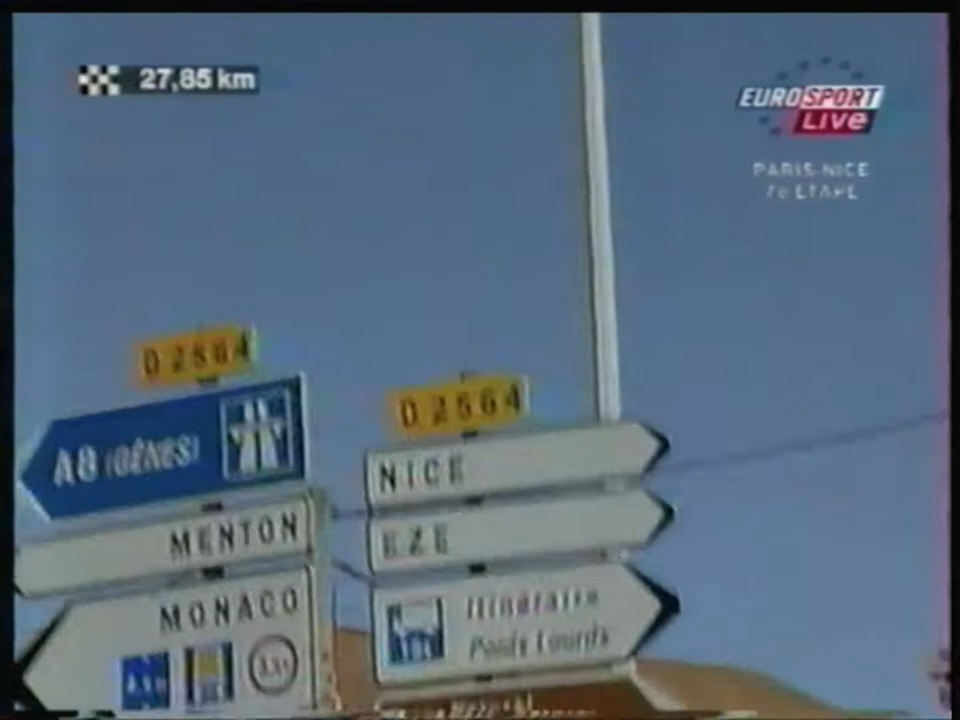 27,85 km
EUROSPORT
LIVE
PARIS-NICE
7e ETAPE
D 2564
A8 (GÊNES)
MENTON
MONACO
D 2564
NICE
EZE
Itinéraire
Poids Lourds